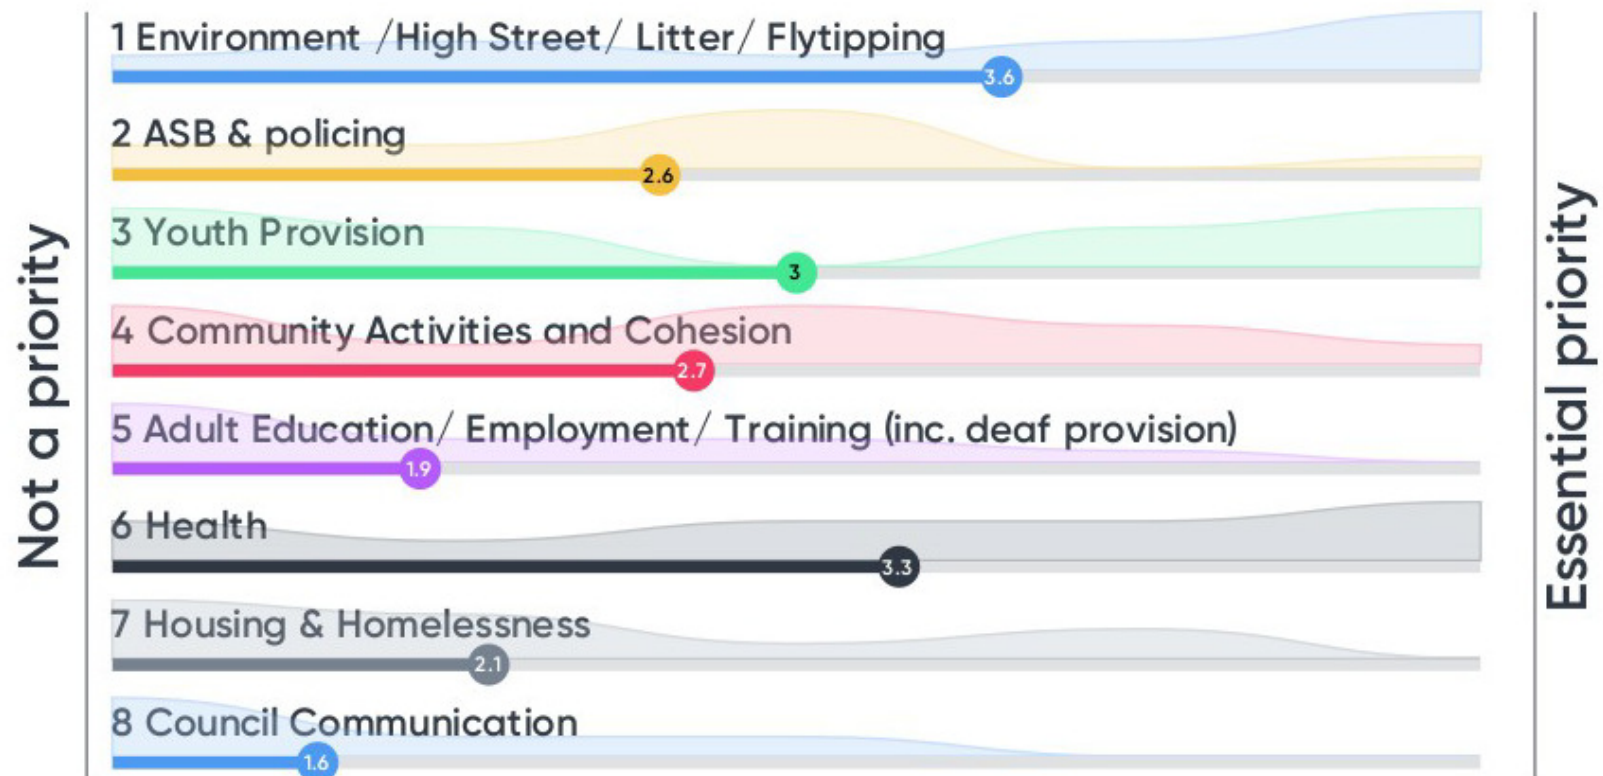 1 Environment /High Street/ Litter/ Flytipping
3.6
2 ASB & policing
2.6
3 Youth Provision
3
4 Community Activities and Cohesion
2.7
5 Adult Education/ Employment/ Training (inc. deaf provision)
1.9
6 Health
3.3
7 Housing & Homelessness
2.1
8 Council Communication
1.6
Not a priority
Essential priority